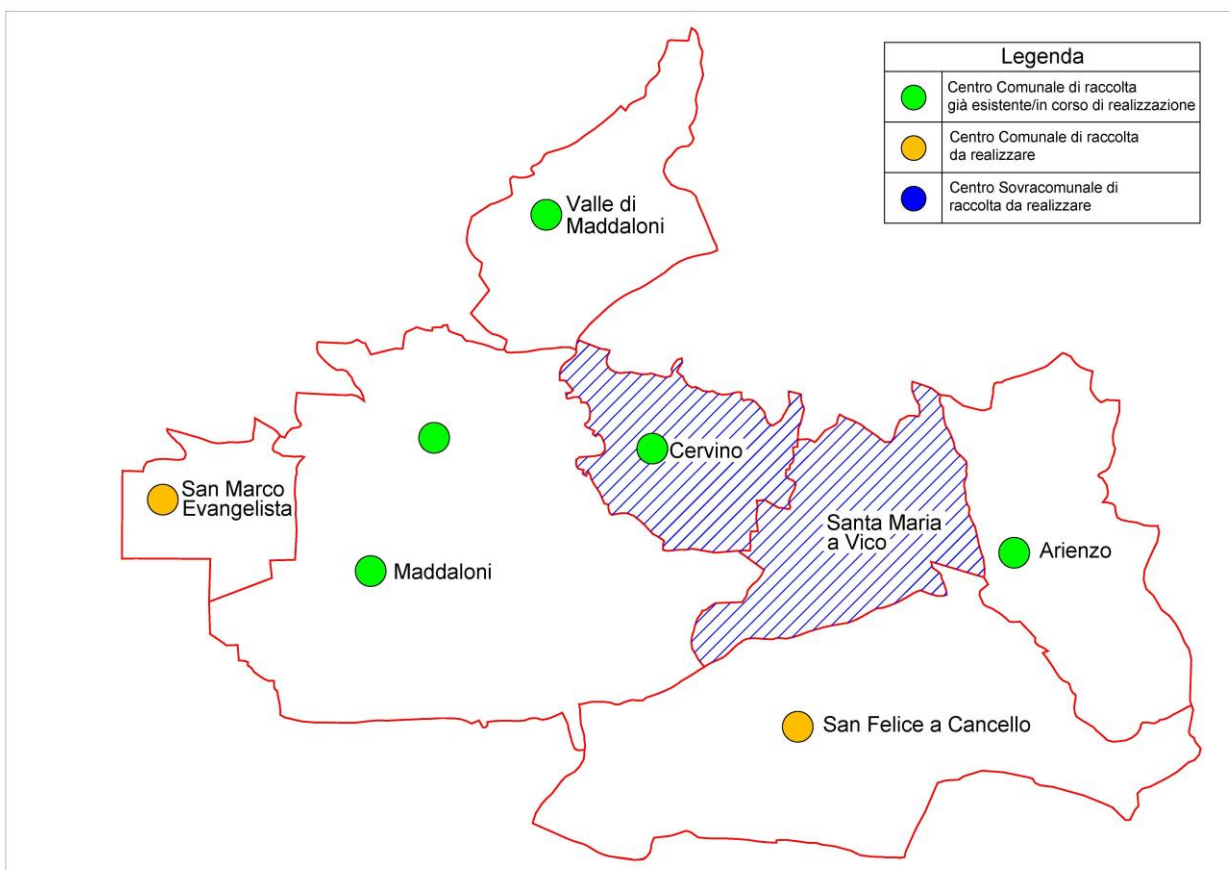 Legenda
Centro Comunale di raccolta
già esistente/in corso di realizzazione
Centro Comunale di raccolta
da realizzare
Centro Sovracomunale di
raccolta da realizzare
Valle di
Maddaloni
Cervino
San Marco
Evangelista
Santa Maria
a Vico
Arienzo
Maddaloni
San Felice a Cancello